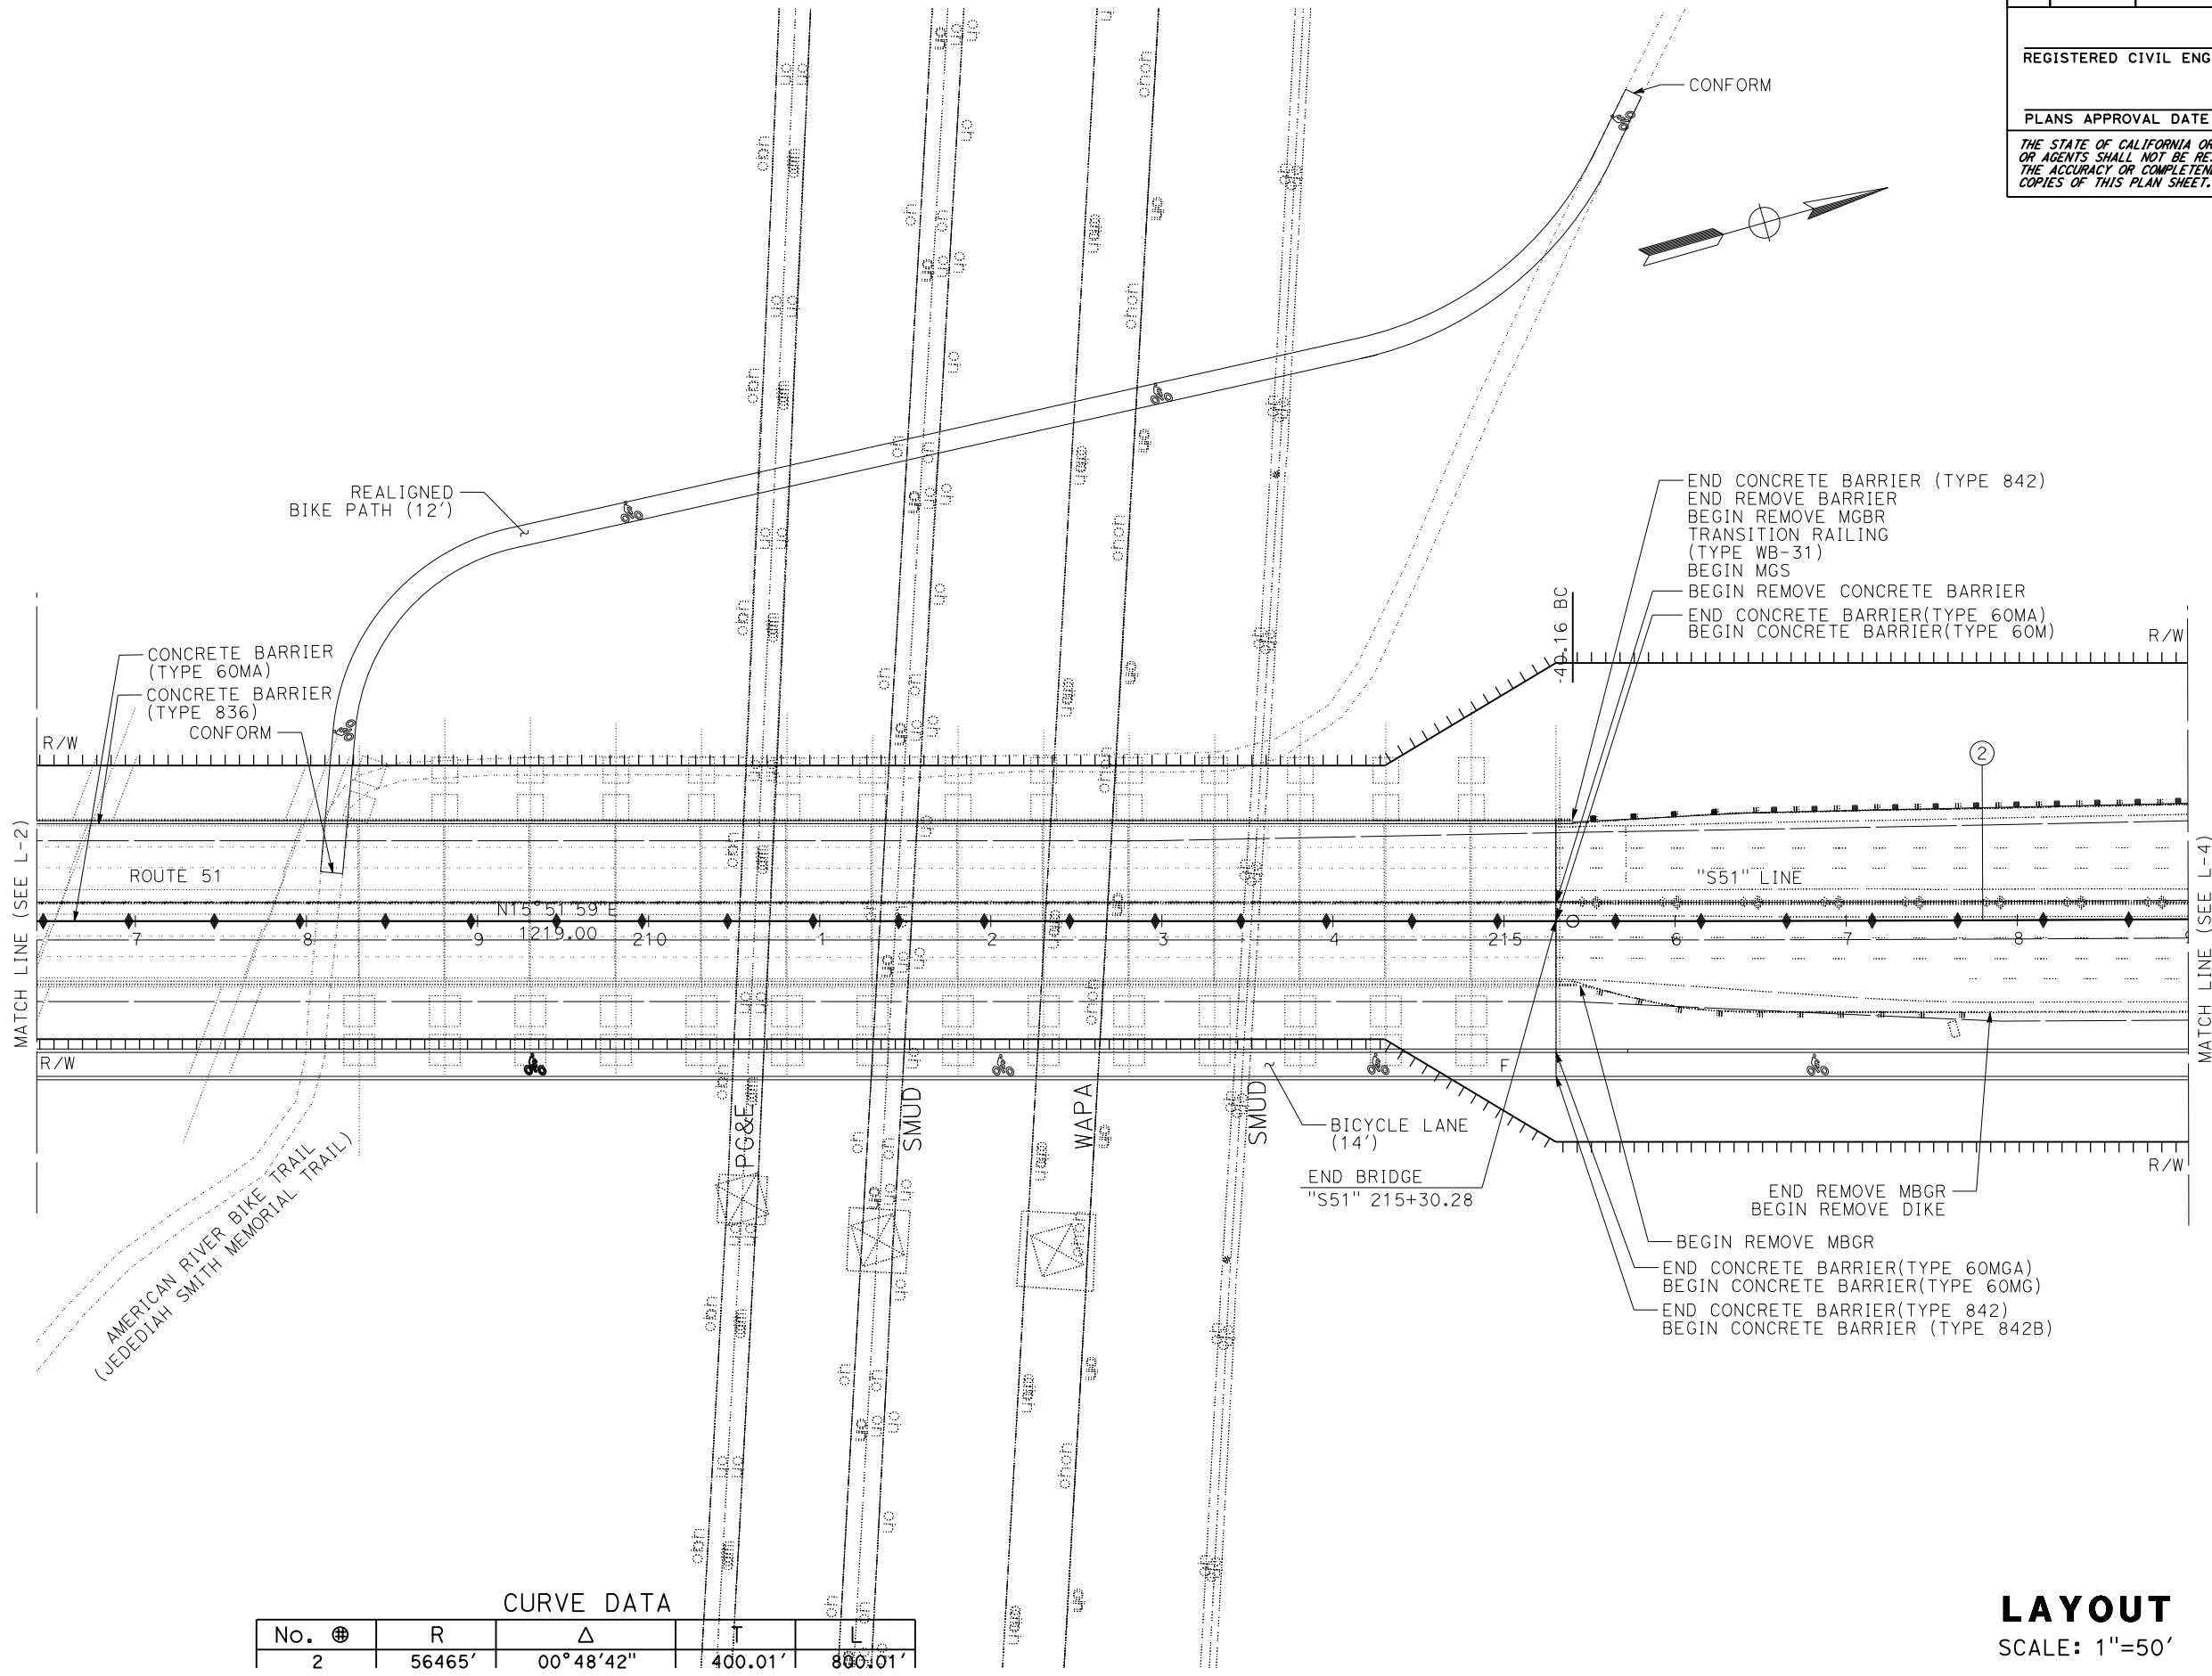 REGISTERED CIVIL ENG
PLANS APPROVAL DATE
THE STATE OF CALIFORNIA OR
OR AGENTS SHALL NOT BE RE
THE ACCURACY OR COMPLETEN
COPIES OF THIS PLAN SHEET.
CONFORM
REALIGNED
BIKE PATH (12')
END CONCRETE BARRIER (TYPE 842)
END REMOVE BARRIER
BEGIN REMOVE MGBR
TRANSITION RAILING
(TYPE WB-31)
BEGIN MGS
BEGIN REMOVE CONCRETE BARRIER
END CONCRETE BARRIER(TYPE 60MA)
BEGIN CONCRETE BARRIER(TYPE 60M)
R/W
-40.16 BC
CONCRETE BARRIER
(TYPE 60MA)
CONCRETE BARRIER
(TYPE 836)
CONFORM
R/W
2
MATCH LINE (SEE L-2)
ROUTE 51
"S51" LINE
MATCH LINE (SEE L-4)
N15°51'59"E
1219.00
7 8 9 210 1 2 3 4 215 6 7 8
R/W
F
PG&E
SMUD
WAPA
SMUD
BICYCLE LANE
(14')
END BRIDGE
"S51" 215+30.28
R/W
END REMOVE MBGR
BEGIN REMOVE DIKE
BEGIN REMOVE MBGR
END CONCRETE BARRIER(TYPE 60MGA)
BEGIN CONCRETE BARRIER(TYPE 60MG)
END CONCRETE BARRIER(TYPE 842)
BEGIN CONCRETE BARRIER (TYPE 842B)
AMERICAN RIVER BIKE TRAIL
(JEDEDIAH SMITH MEMORIAL TRAIL)
CURVE DATA
No. R Δ T L
2 56465' 00°48'42" 400.01' 800.01'
LAYOUT
SCALE: 1"=50'